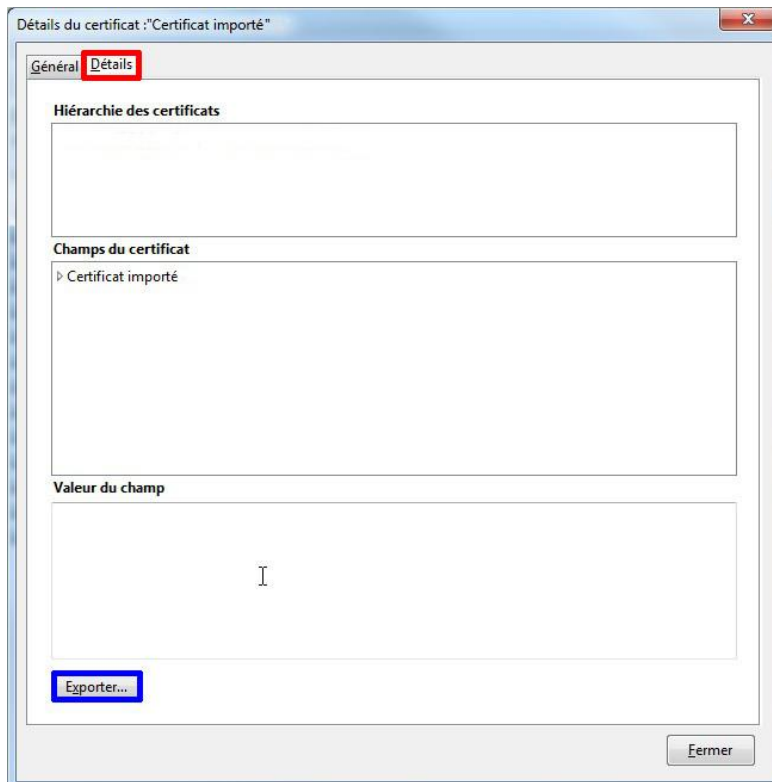 Détails du certificat :"Certificat importé"
Général Détails
Hiérarchie des certificats
Champs du certificat
Certificat importé
Valeur du champ
Exporter...
Fermer